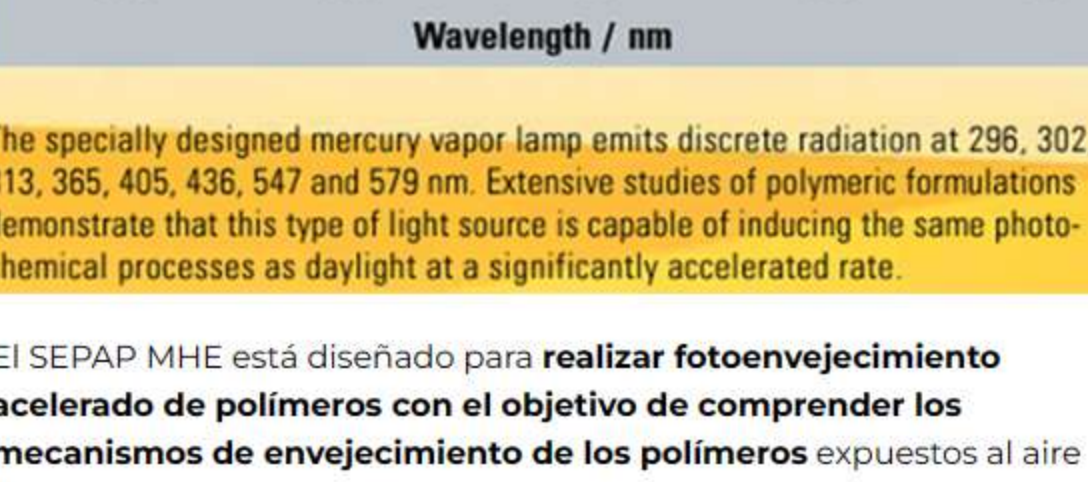 Wavelength / nm
he specially designed mercury vapor lamp emits discrete radiation at 296, 302
13, 365, 405, 436, 547 and 579 nm. Extensive studies of polymeric formulations
emonstrate that this type of light source is capable of inducing the same photo-
hemical processes as daylight at a significantly accelerated rate.
El SEPAP MHE está diseñado para realizar fotoenvejecimiento
acelerado de polímeros con el objetivo de comprender los
mecanismos de envejecimiento de los polímeros expuestos al aire